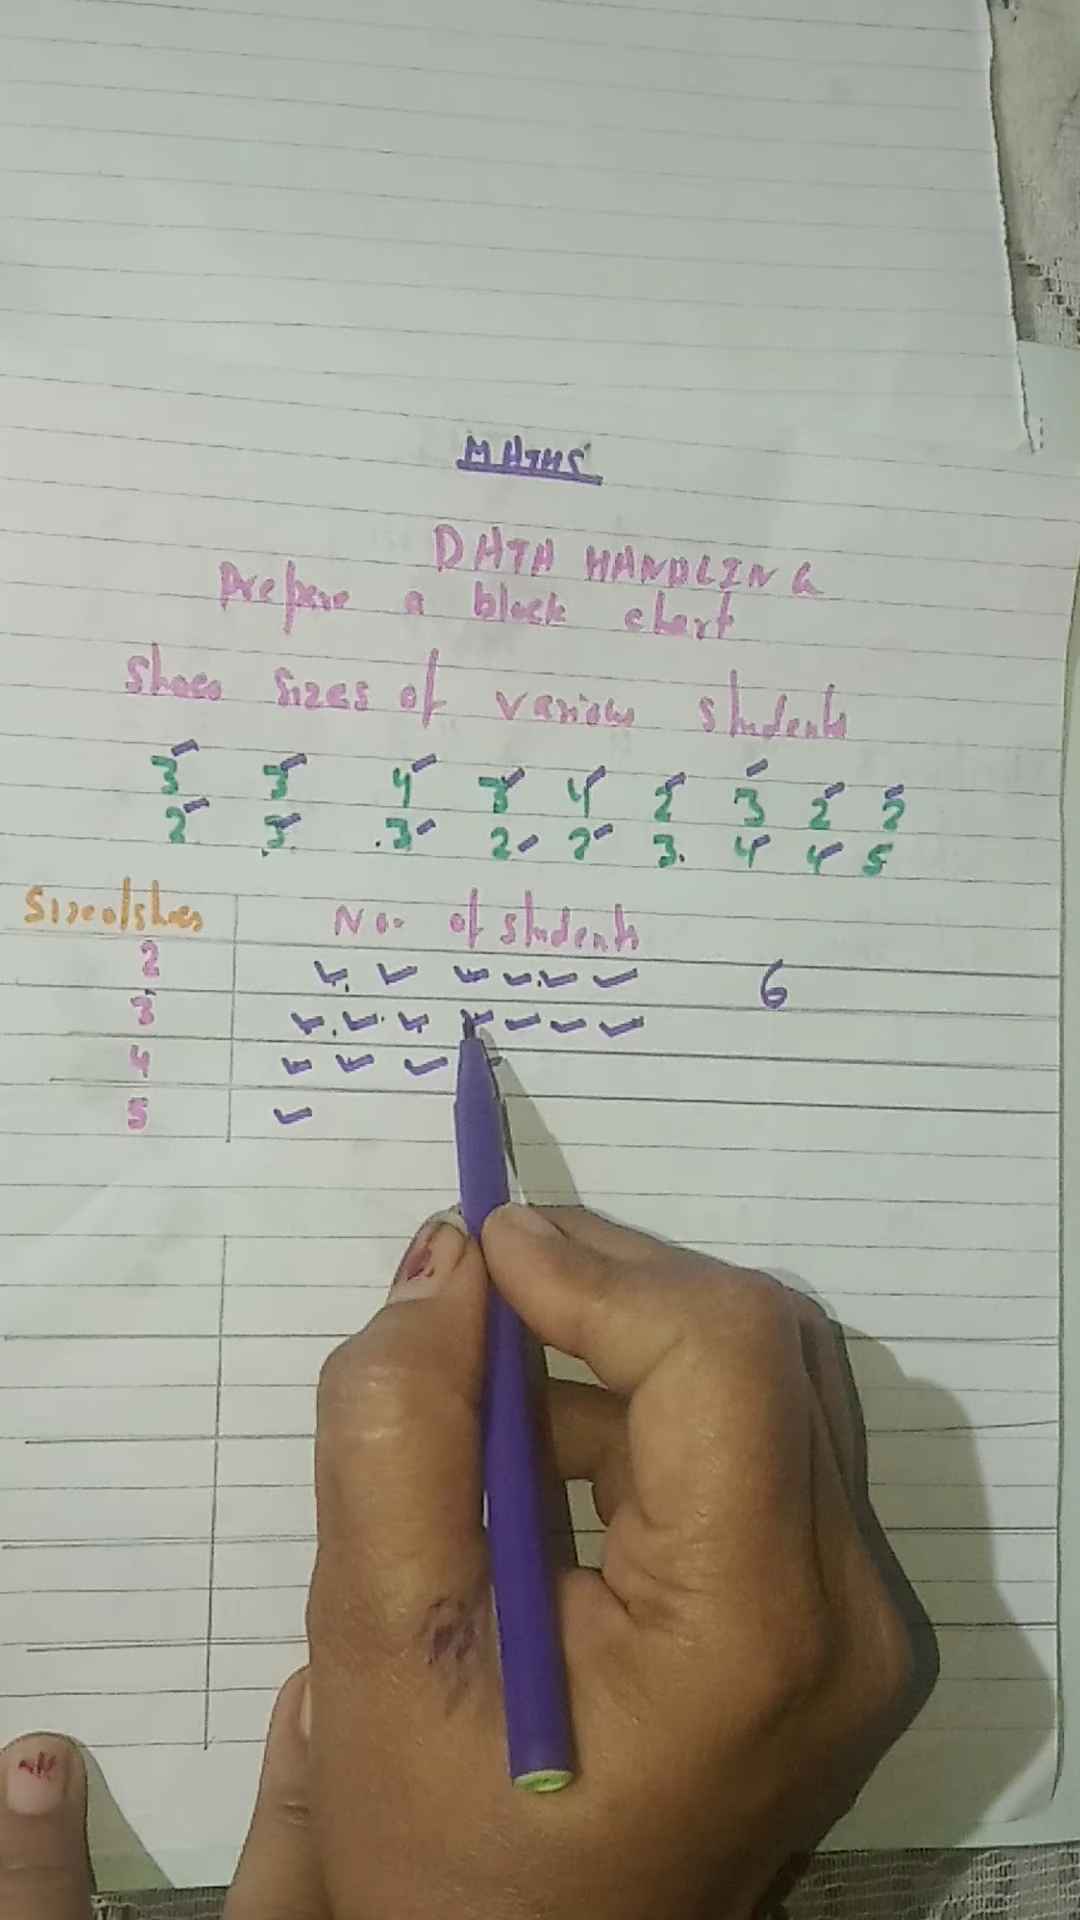 MATHS
DATA HANDLING
Prepare a block chart
Shoes sizes of various students
3 3 4 3 4 2 3 2 2
2 3 .3 2 2 3. 4 4 5
Size of shoes No. of students
2 6
3
4
5